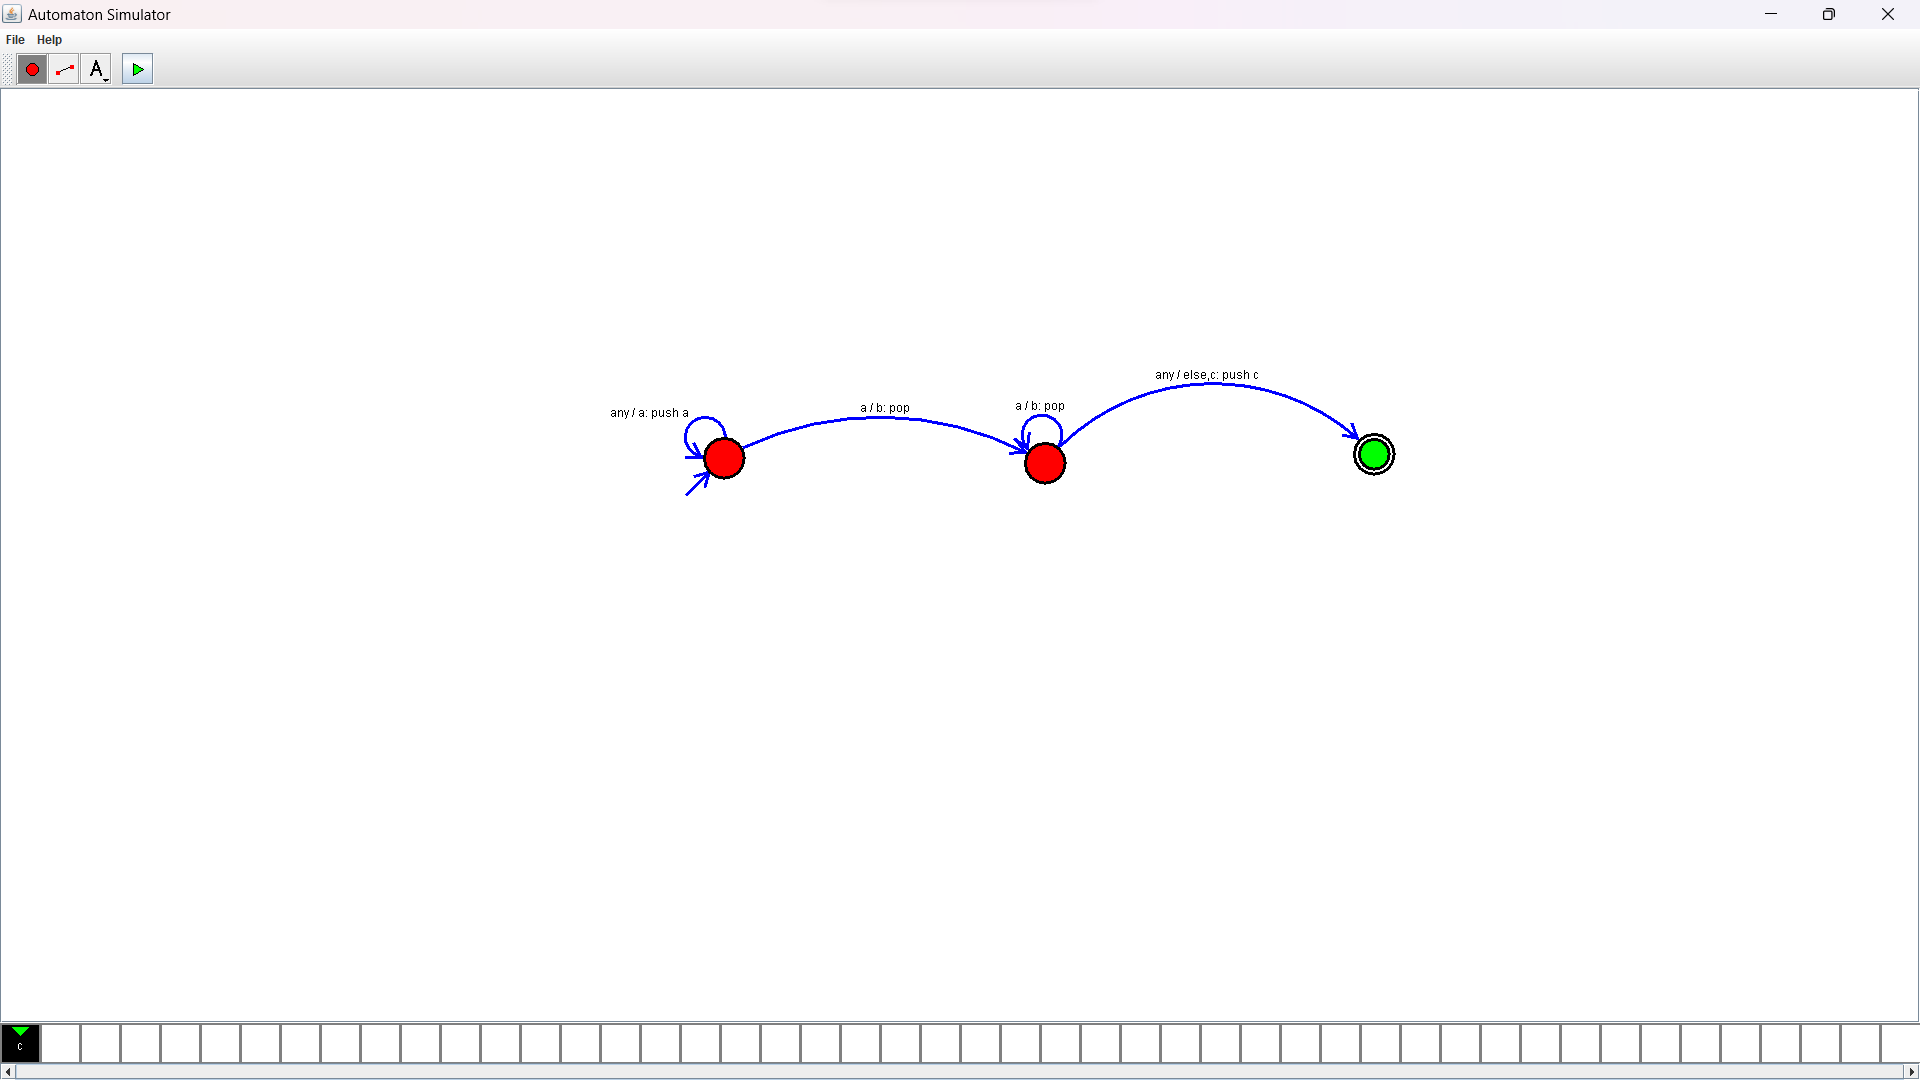 Automaton Simulator
File Help
A
any / else,c: push c
any / a: push a
a / b: pop
a / b: pop
c